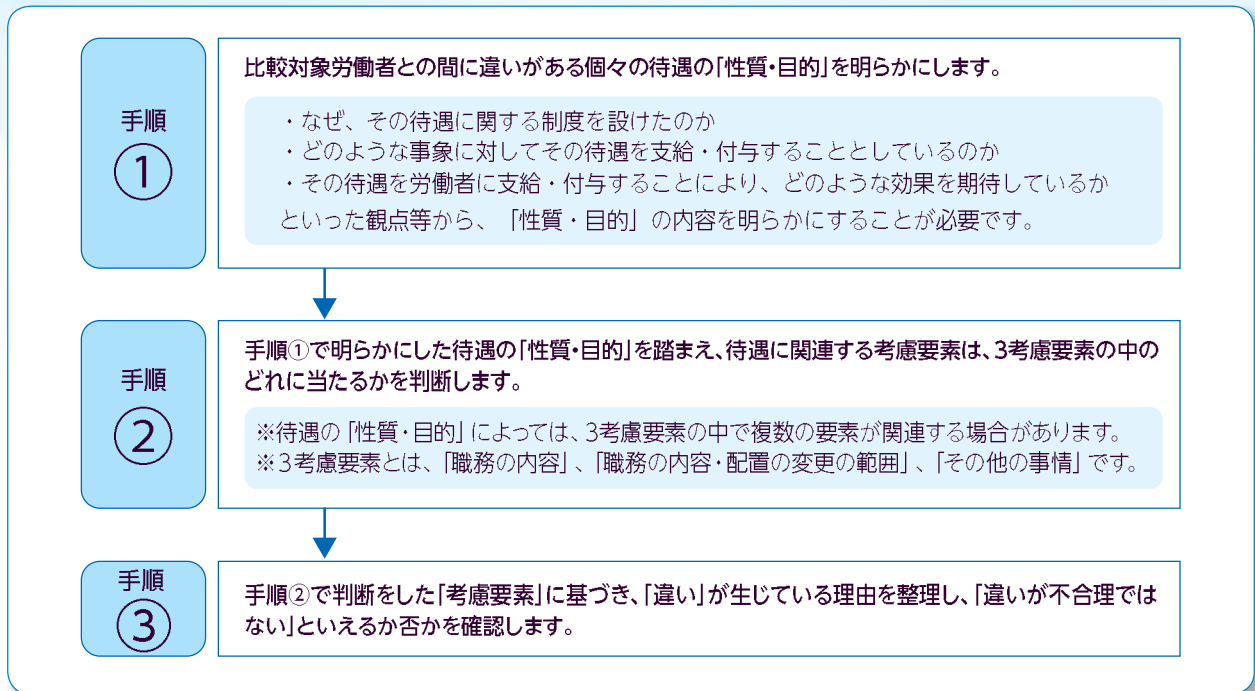 手順
①
比較対象労働者との間に違いがある個々の待遇の「性質・目的」を明らかにします。
・なぜ、その待遇に関する制度を設けたのか
・どのような事象に対してその待遇を支給・付与することとしているのか
・その待遇を労働者に支給・付与することにより、どのような効果を期待しているか
といった観点等から、「性質・目的」の内容を明らかにすることが必要です。
手順
②
手順①で明らかにした待遇の「性質・目的」を踏まえ、待遇に関連する考慮要素は、3考慮要素の中の
どれに当たるかを判断します。
※待遇の「性質・目的」によっては、3考慮要素の中で複数の要素が関連する場合があります。
※3考慮要素とは、「職務の内容」、「職務の内容・配置の変更の範囲」、「その他の事情」です。
手順
③
手順②で判断をした「考慮要素」に基づき、「違い」が生じている理由を整理し、「違いが不合理では
ない」といえるか否かを確認します。